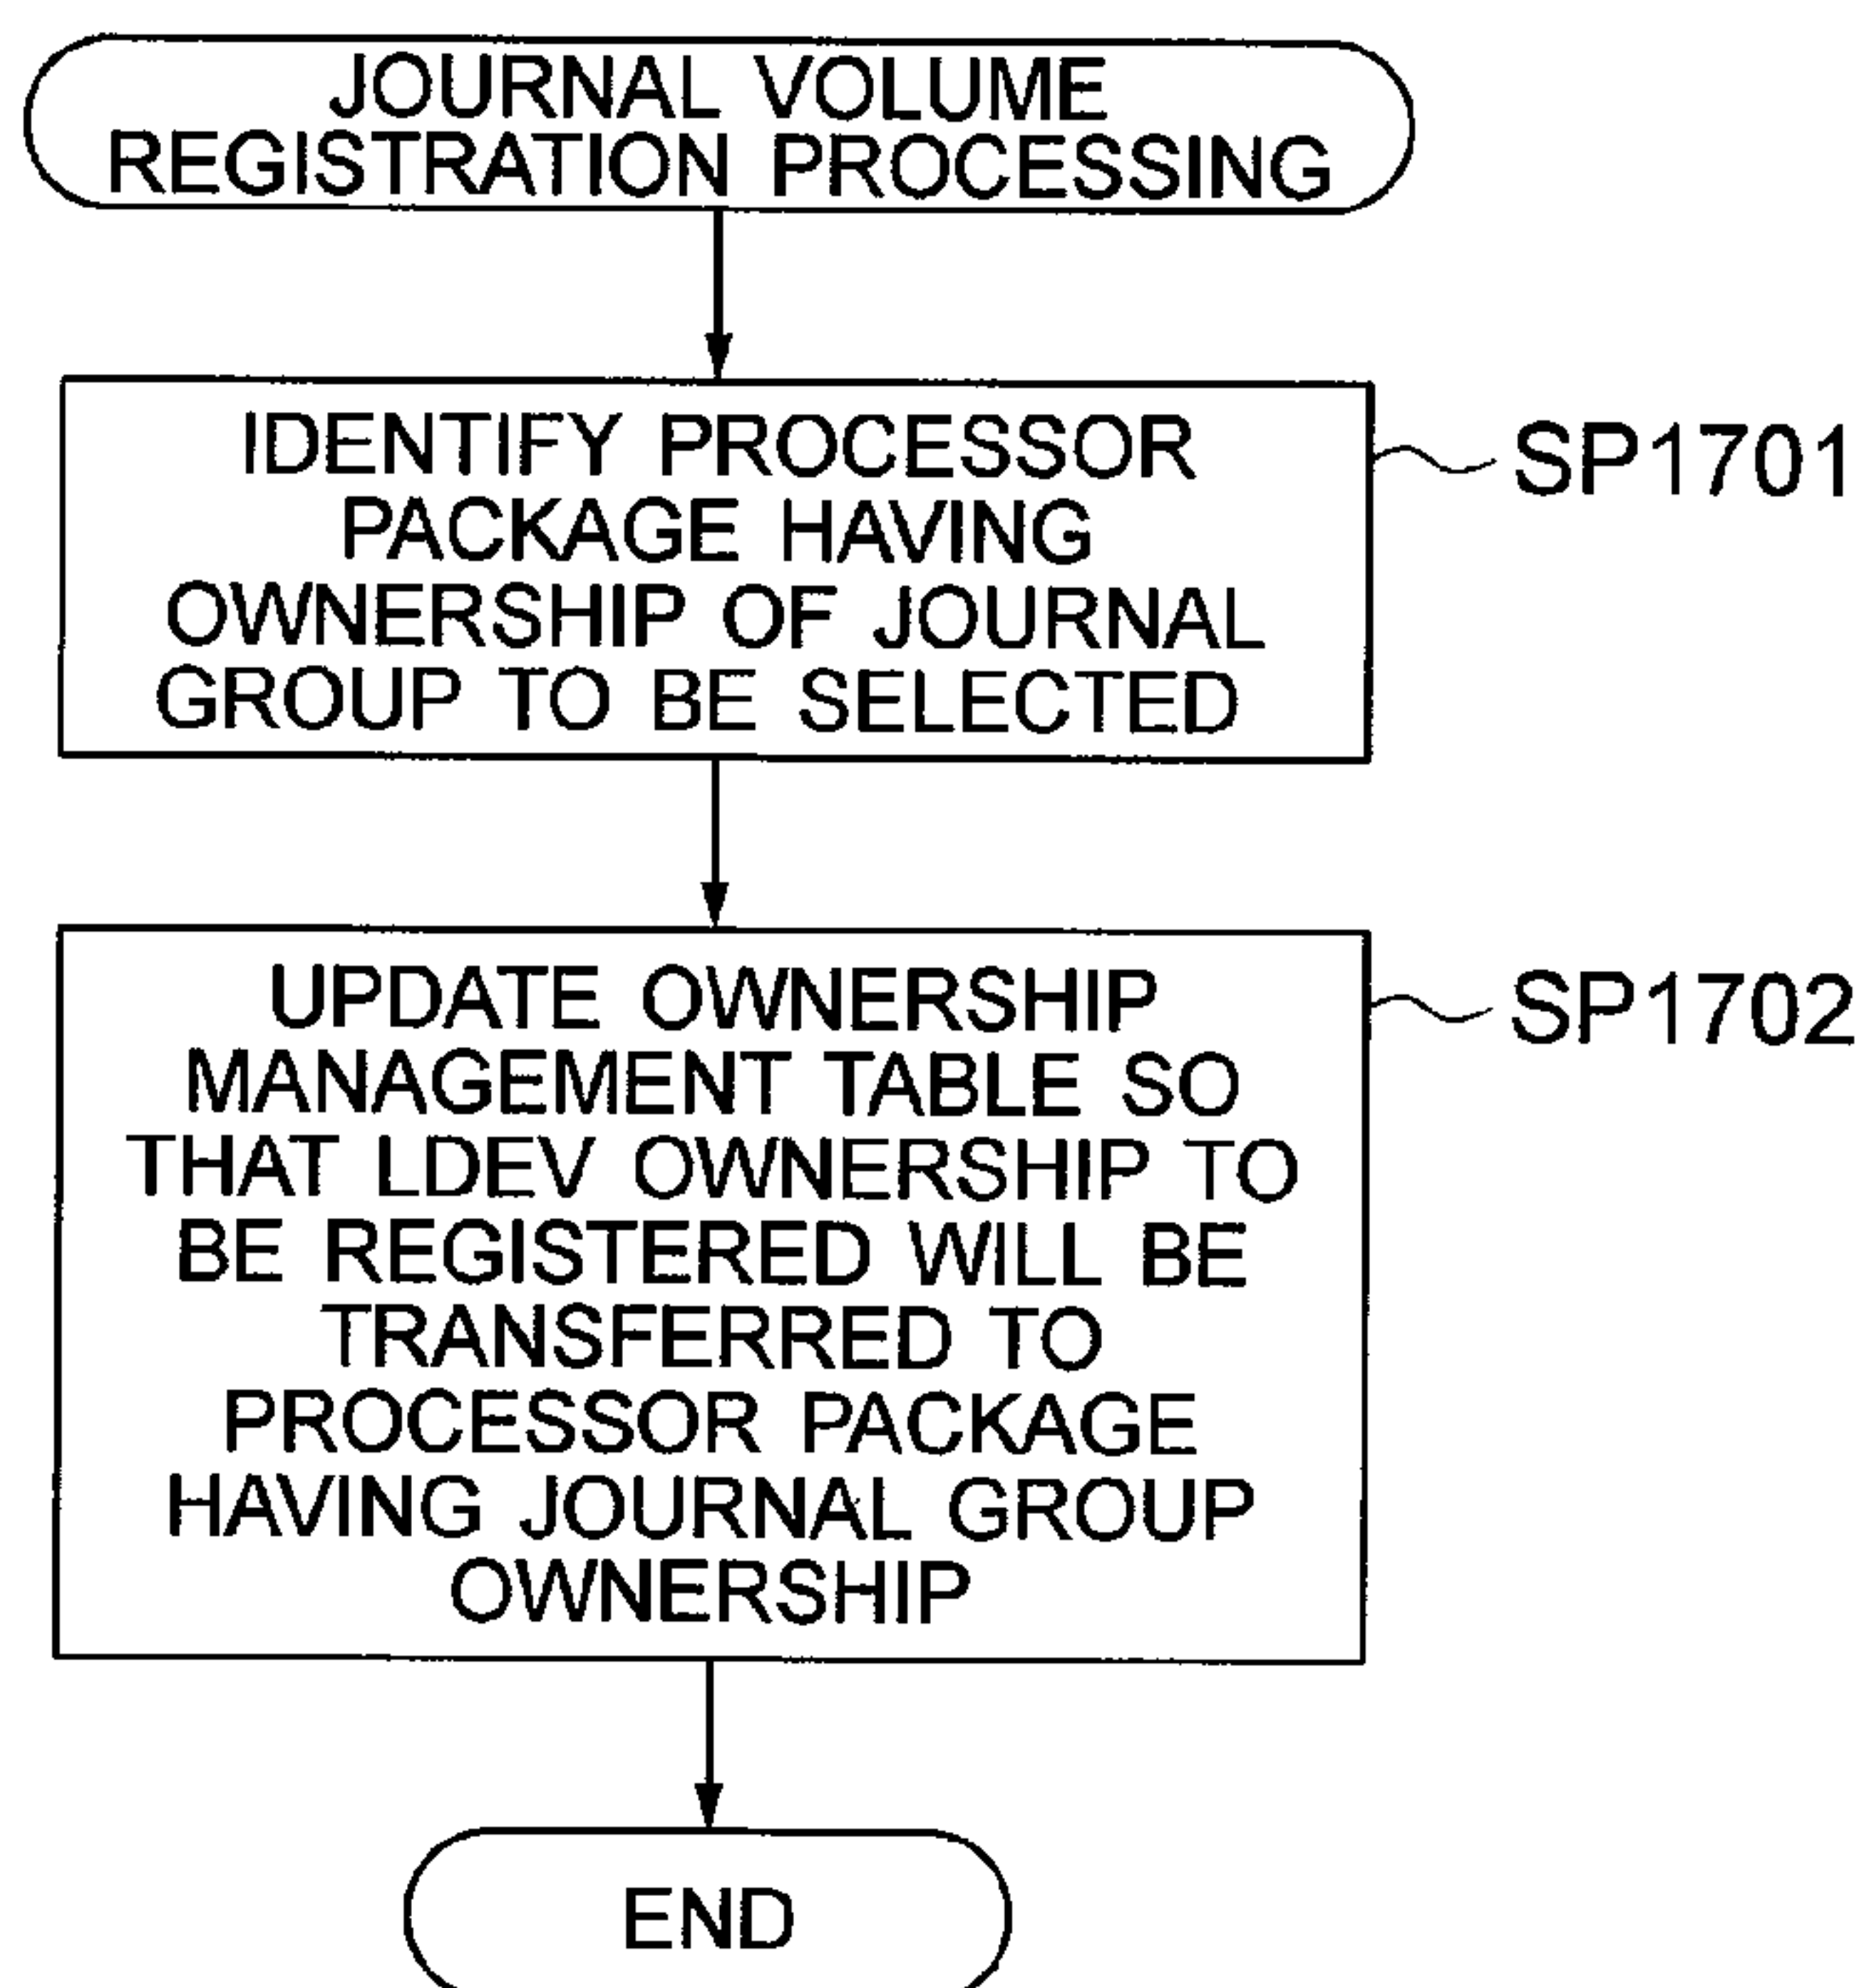 JOURNAL VOLUME
REGISTRATION PROCESSING
IDENTIFY PROCESSOR
PACKAGE HAVING
OWNERSHIP OF JOURNAL
GROUP TO BE SELECTED
SP1701
UPDATE OWNERSHIP
MANAGEMENT TABLE SO
THAT LDEV OWNERSHIP TO
BE REGISTERED WILL BE
TRANSFERRED TO
PROCESSOR PACKAGE
HAVING JOURNAL GROUP
OWNERSHIP
SP1702
END